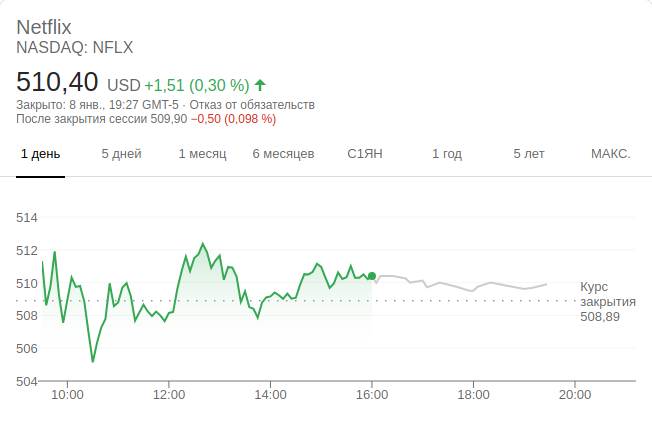 Netflix
NASDAQ: NFLX
510,40 USD +1,51 (0,30 %)
Закрыто: 8 янв., 19:27 GMT-5 · Отказ от обязательств
После закрытия сессии 509,90 −0,50 (0,098 %)
1 день 5 дней 1 месяц 6 месяцев С1ЯН 1 год 5 лет МАКС.
514
512
510
508
506
504
Курс
закрытия
508,89
10:00 12:00 14:00 16:00 18:00 20:00